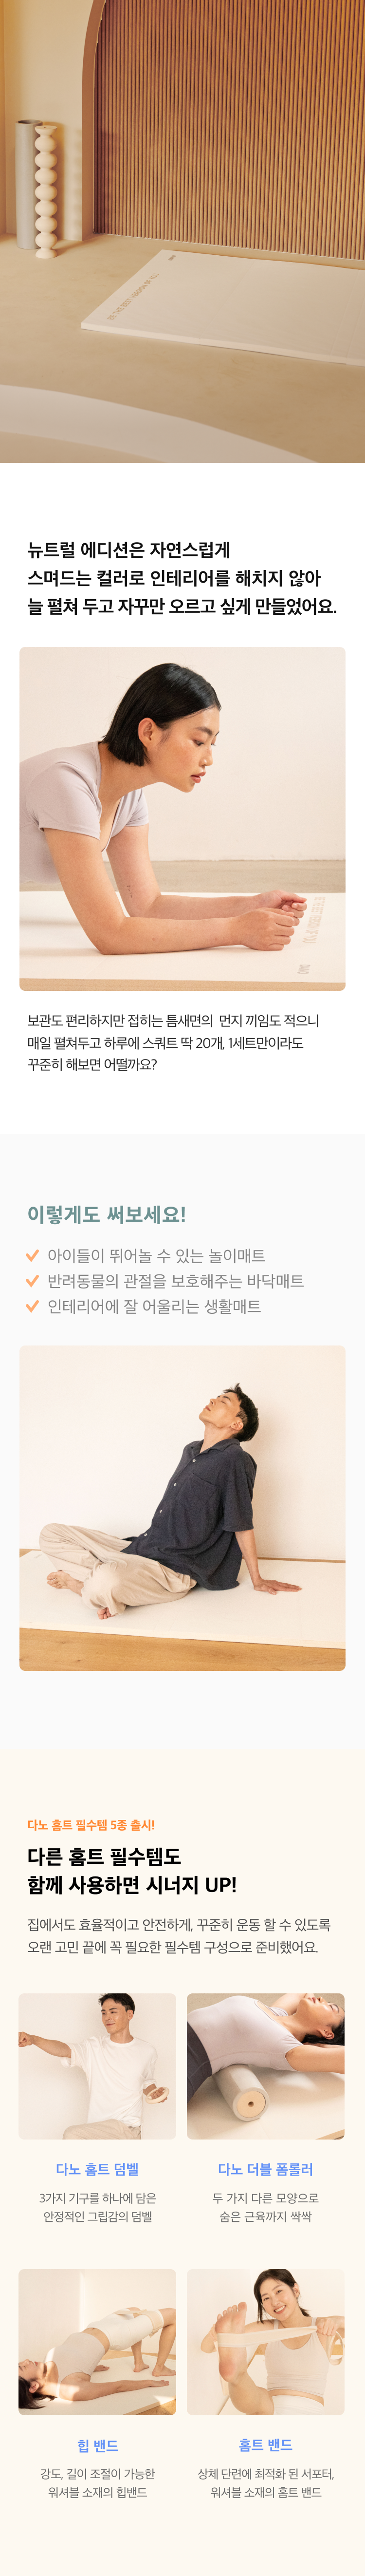 BE THE BEST VERSION OF YOU
뉴트럴 에디션은 자연스럽게
스며드는 컬러로 인테리어를 해치지 않아
늘 펼쳐 두고 자꾸만 오르고 싶게 만들었어요.
보관도 편리하지만 접히는 틈새면의 먼지 끼임도 적으니
매일 펼쳐두고 하루에 스쿼트 딱 20개, 1세트만이라도
꾸준히 해보면 어떨까요?
이렇게도 써보세요!
아이들이 뛰어놀 수 있는 놀이매트
반려동물의 관절을 보호해주는 바닥매트
인테리어에 잘 어울리는 생활매트
다노 홈트 필수템 5종 출시!
다른 홈트 필수템도
함께 사용하면 시너지 UP!
집에서도 효율적이고 안전하게, 꾸준히 운동 할 수 있도록
오랜 고민 끝에 꼭 필요한 필수템 구성으로 준비했어요.
다노 홈트 덤벨
3가지 기구를 하나에 담은
안정적인 그립감의 덤벨
다노 더블 폼롤러
두 가지 다른 모양으로
숨은 근육까지 싹싹
힙 밴드
강도, 길이 조절이 가능한
워셔블 소재의 힙밴드
홈트 밴드
상체 단련에 최적화 된 서포터,
워셔블 소재의 홈트 밴드